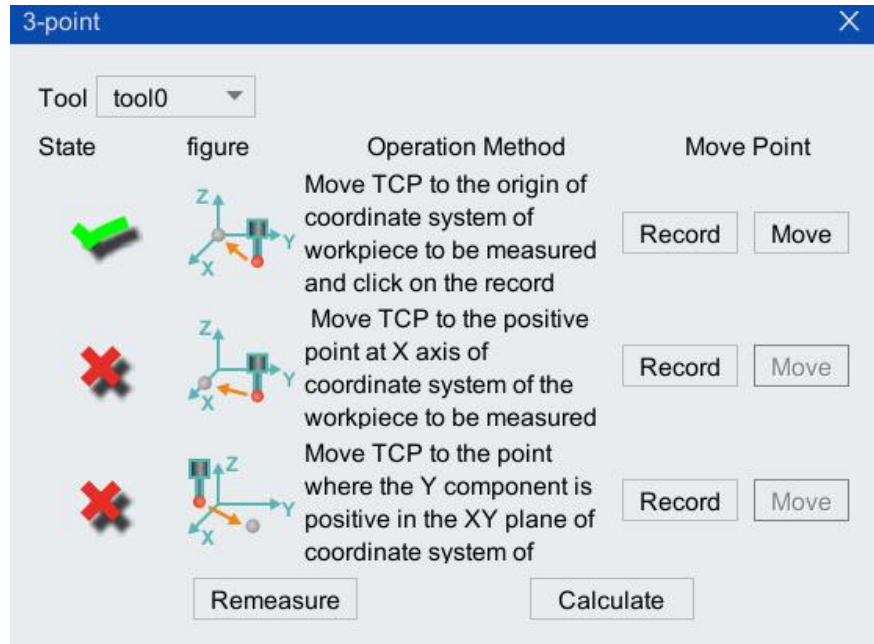 3-point
Tool tool0
State figure Operation Method Move Point
Z
Y
X
Move TCP to the origin of
coordinate system of
workpiece to be measured
and click on the record
Record Move
Z
Y
X
Move TCP to the positive
point at X axis of
coordinate system of the
workpiece to be measured
Record Move
Z
Y
X
Move TCP to the point
where the Y component is
positive in the XY plane of
coordinate system of
Record Move
Remeasure Calculate